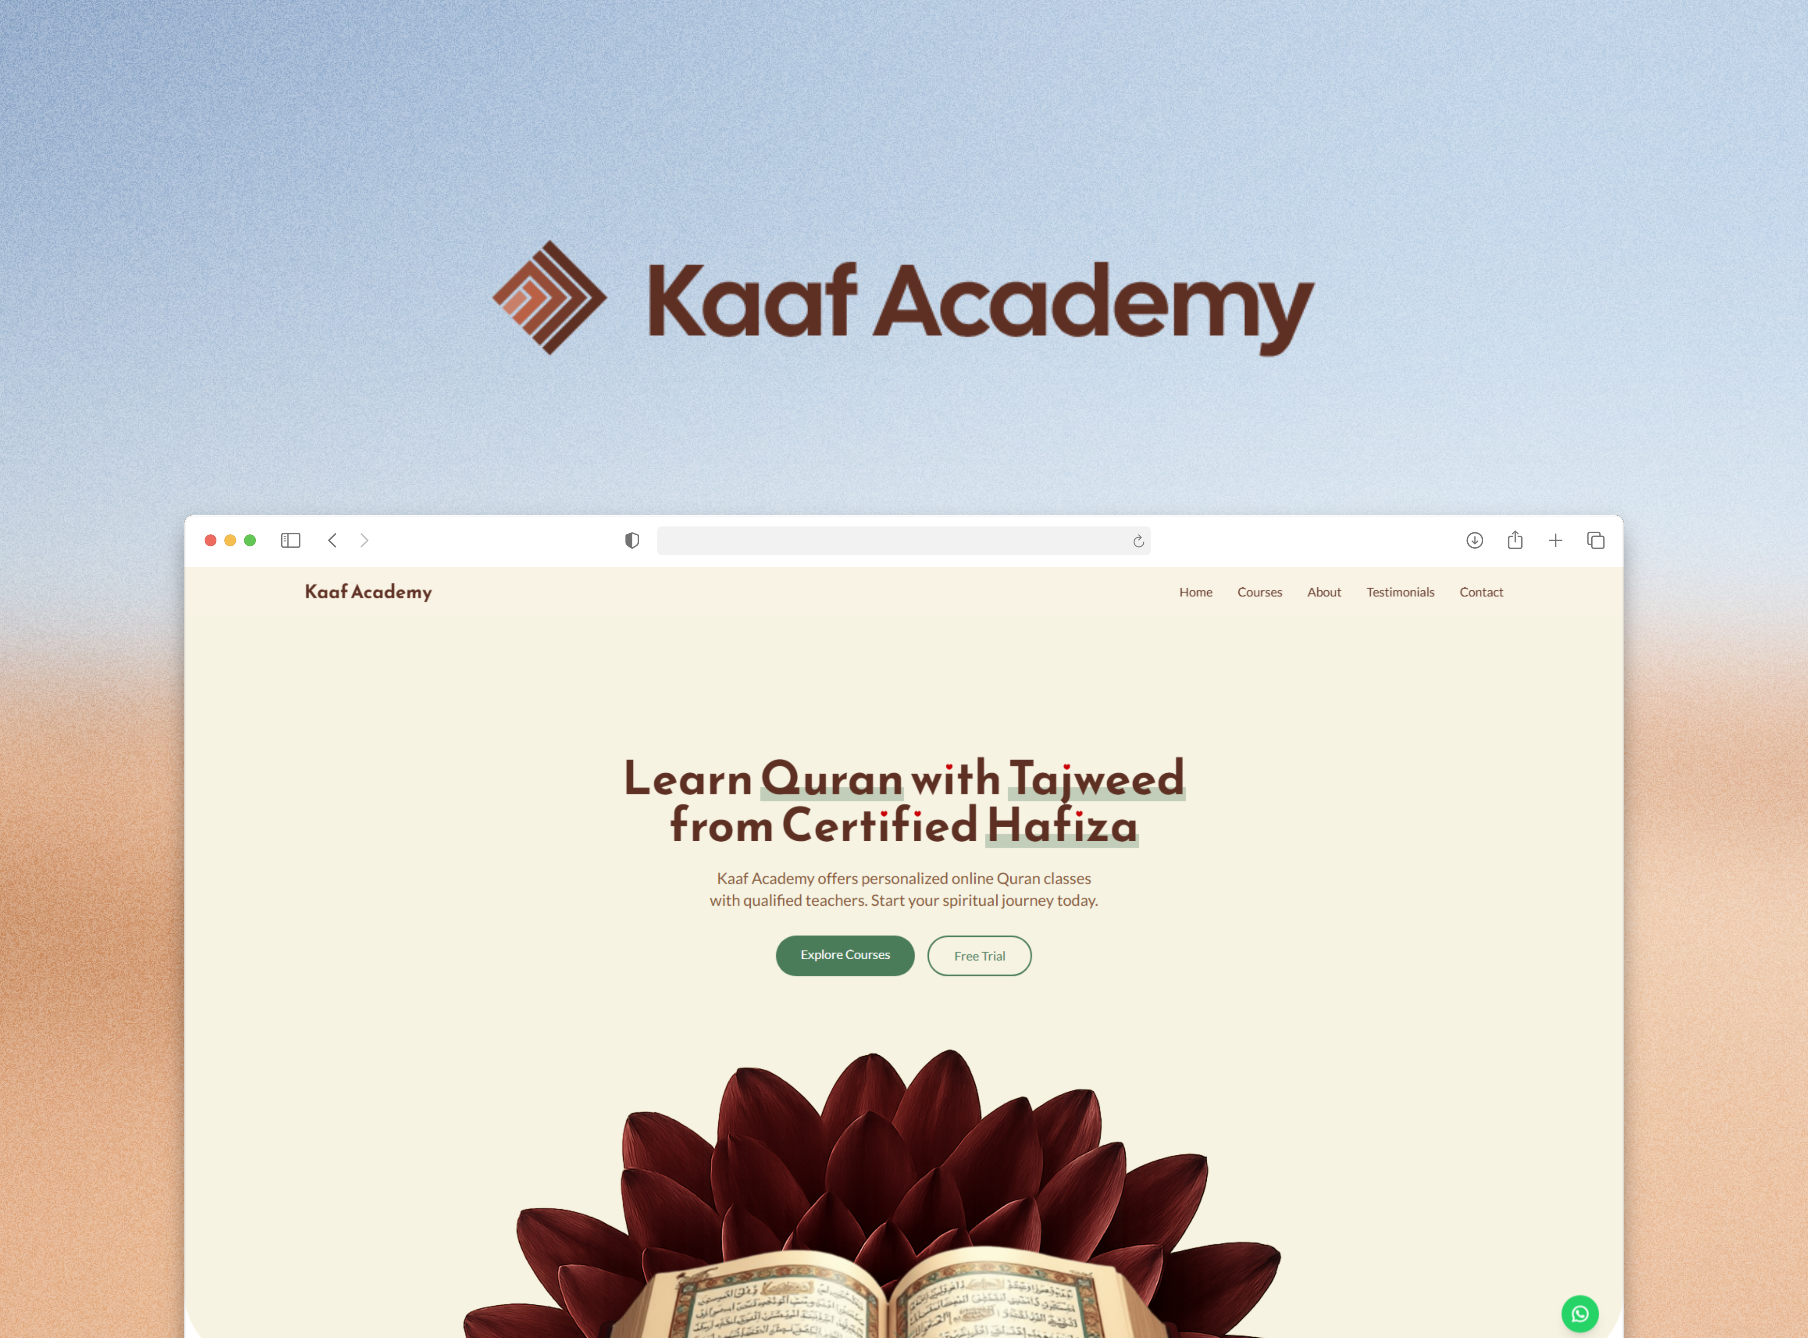 Kaaf Academy
Kaaf Academy
Home Courses About Testimonials Contact
Learn Quran with Tajweed
from Certified Hafiza
Kaaf Academy offers personalized online Quran classes
with qualified teachers. Start your spiritual journey today.
Explore Courses Free Trial